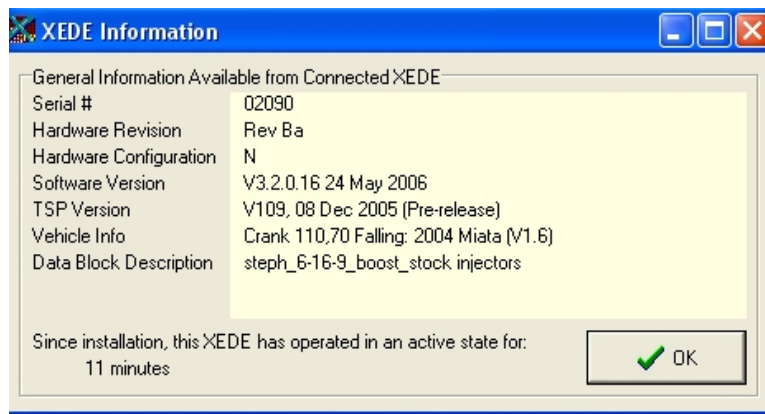 XEDE Information
General Information Available from Connected XEDE
Serial # 02090
Hardware Revision Rev Ba
Hardware Configuration N
Software Version V3.2.0.16 24 May 2006
TSP Version V109, 08 Dec 2005 (Pre-release)
Vehicle Info Crank 110,70 Falling: 2004 Miata (V1.6)
Data Block Description steph_6-16-9_boost_stock injectors
Since installation, this XEDE has operated in an active state for:
11 minutes
OK